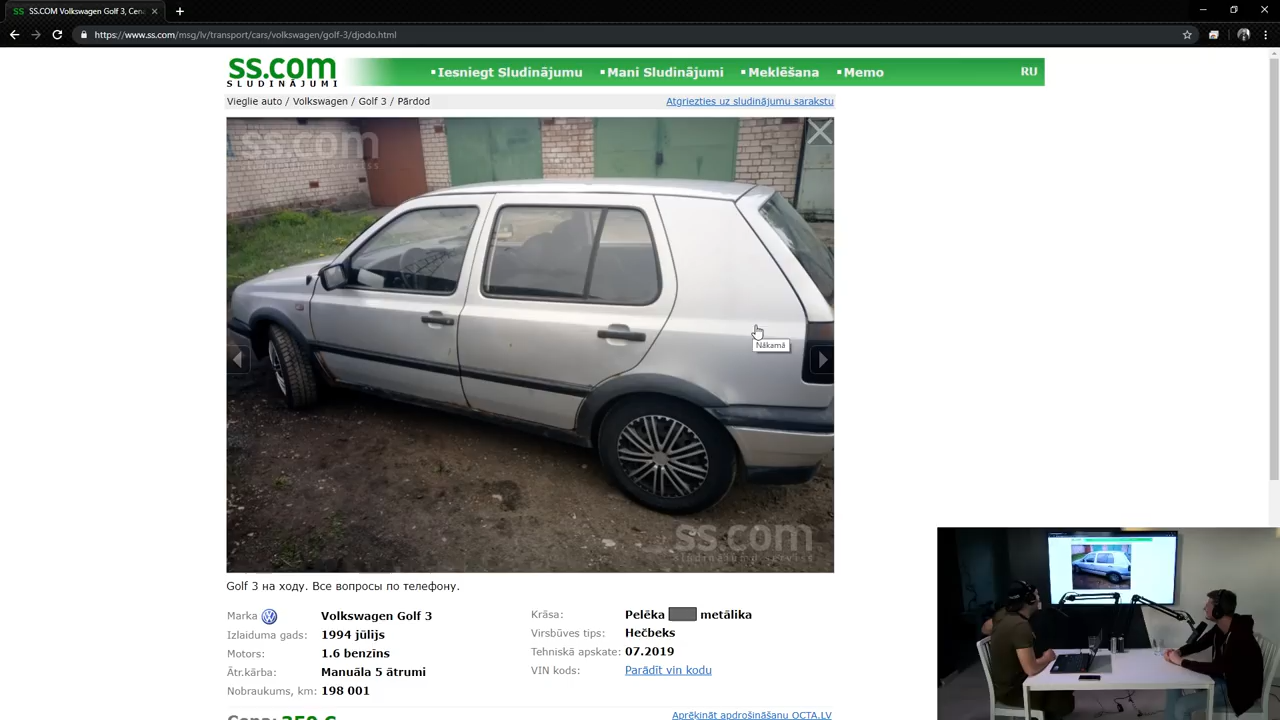 SS.COM Volkswagen Golf 3, Cena
https://www.ss.com/msg/lv/transport/cars/volkswagen/golf-3/djodo.html
ss.com
SLUDINĀJUMI
Iesniegt Sludinājumu
Mani Sludinājumi
Meklēšana
Memo
RU
Vieglie auto / Volkswagen / Golf 3 / Pārdod
Atgriezties uz sludinājumu sarakstu
ss.com
Nākamā
ss.com
Golf 3 на ходу. Все вопросы по телефону.
Marka Volkswagen Golf 3
Izlaiduma gads: 1994 jūlijs
Motors: 1.6 benzīns
Ātr.kārba: Manuāla 5 ātrumi
Nobraukums, km: 198 001
Krāsa: Pelēka metālika
Virsbūves tips: Hečbeks
Tehniskā apskate: 07.2019
VIN kods: Parādīt vin kodu
Cena: 350 €
Aprēķināt apdrošināšanu OCTA.LV